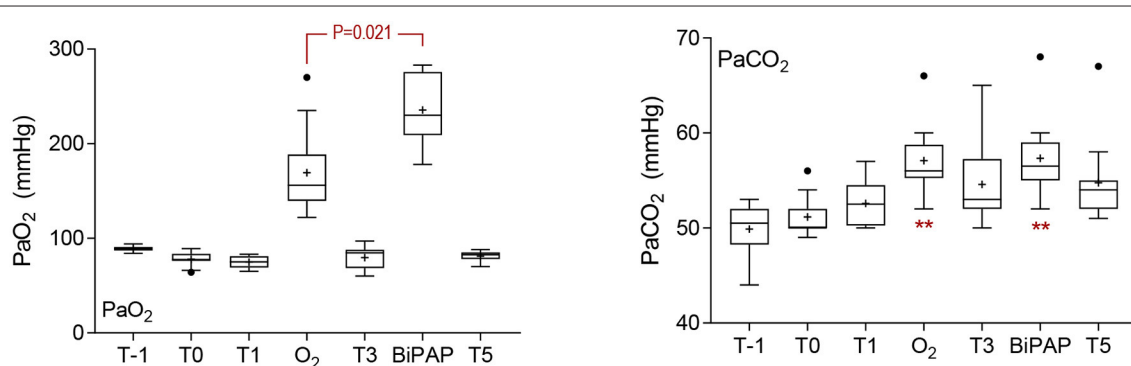 P=0.021
300
200
100
0
PaO₂ (mmHg)
PaO₂
T-1 T0 T1 O₂ T3 BiPAP T5
70
60
50
40
PaCO₂ (mmHg)
PaCO₂
**
**
T-1 T0 T1 O₂ T3 BiPAP T5